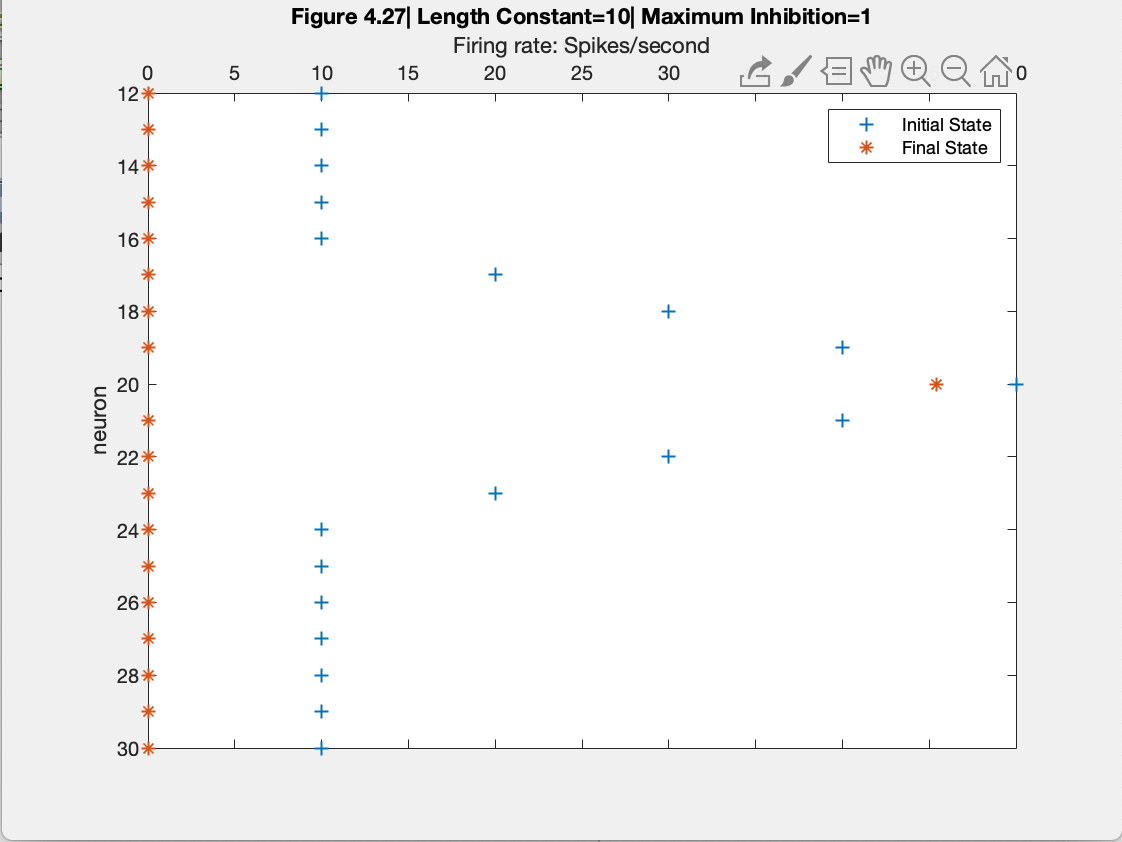 Figure 4.27| Length Constant=10| Maximum Inhibition=1
Firing rate: Spikes/second
0 5 10 15 20 25 30 0
Initial State
Final State
neuron
12
14
16
18
20
22
24
26
28
30